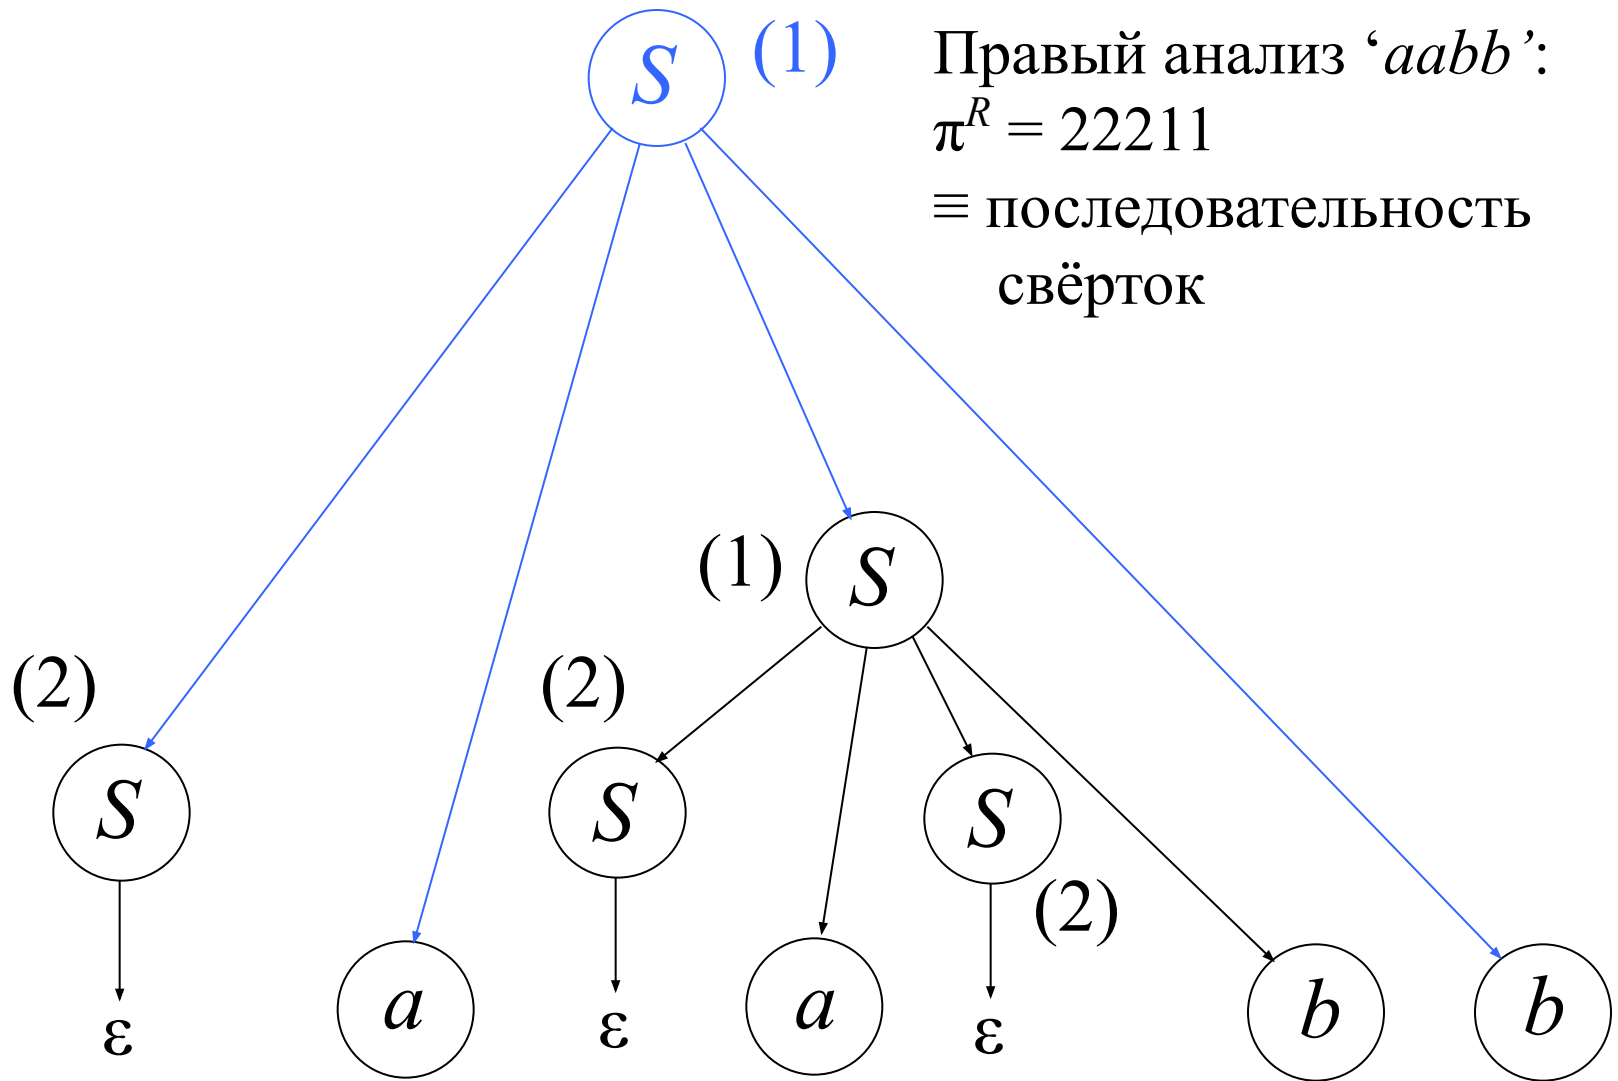 S (1)
Правый анализ ‘aabb’:
π^R = 22211
≡ последовательность
свёрток
(1) S
(2) (2)
S S S
(2)
a a b b
ε ε ε